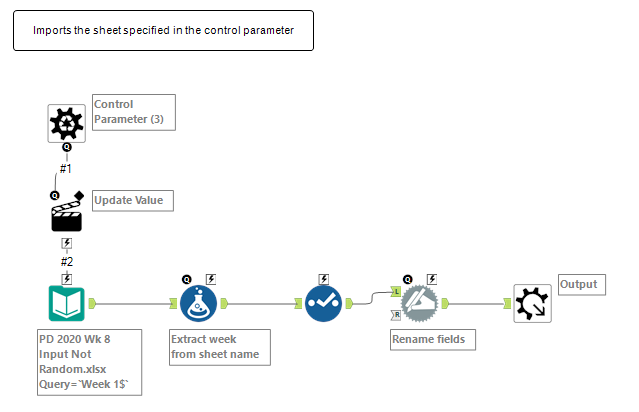 Imports the sheet specified in the control parameter
Control
Parameter (3)
Q
#1
Q
Update Value
#2
Q
Q
L
R
Output
PD 2020 Wk 8
Input Not
Random.xlsx
Query=`Week 1$`
Extract week
from sheet name
Rename fields